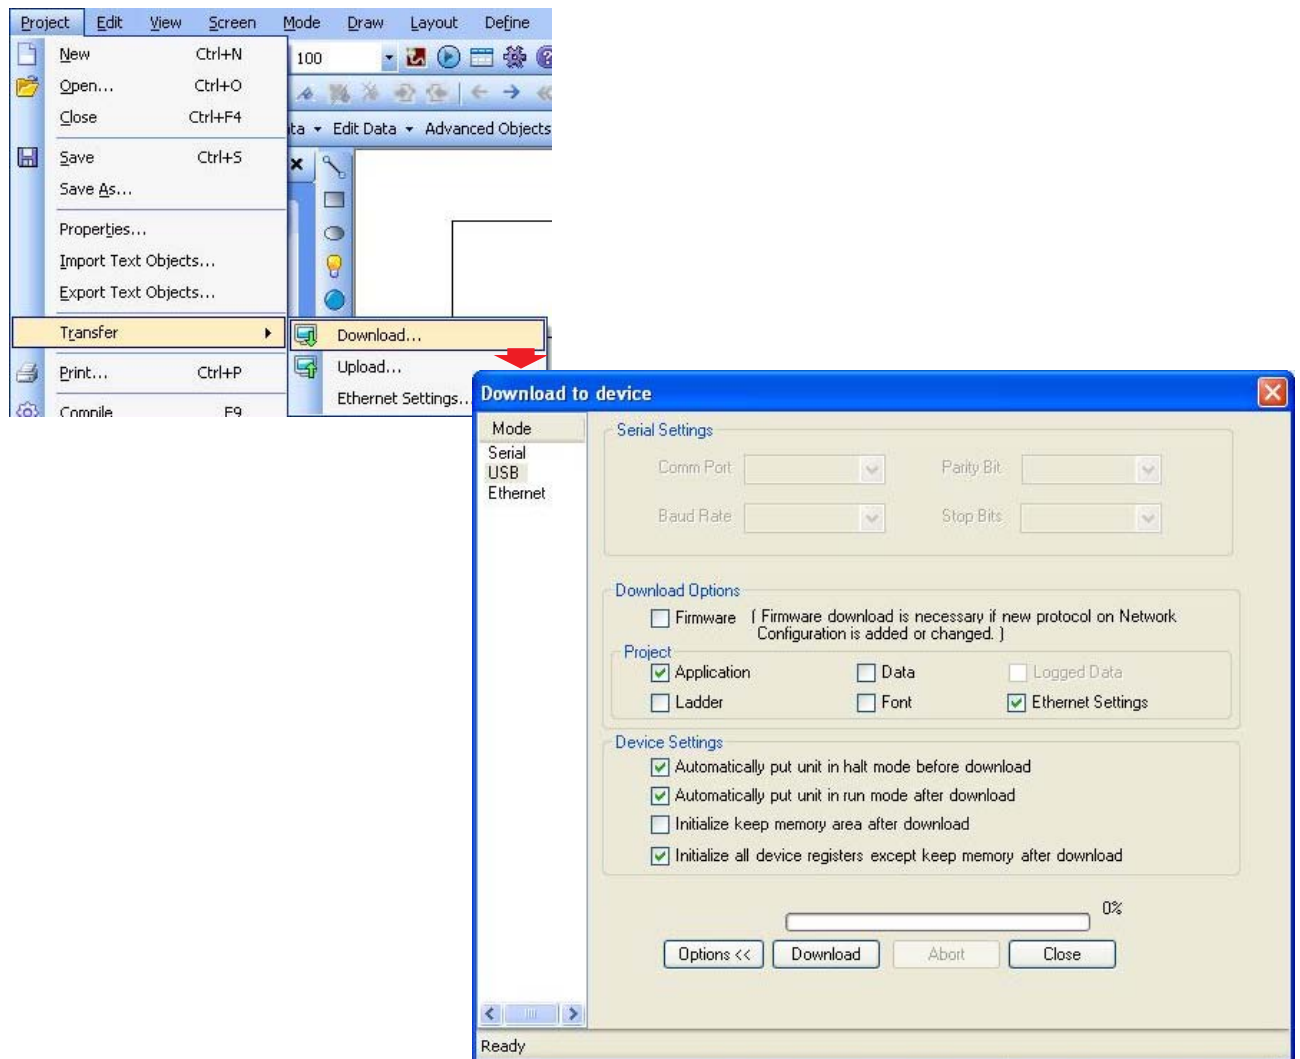 Project Edit View Screen Mode Draw Layout Define
New Ctrl+N
100
Open... Ctrl+O
Close Ctrl+F4
ta Edit Data Advanced Objects
Save Ctrl+S
Save As...
Properties...
Import Text Objects...
Export Text Objects...
Transfer
Download...
Print... Ctrl+P
Upload...
Compile F9
Ethernet Settings...
Download to device
Mode
Serial
USB
Ethernet
Serial Settings
Comm Port Parity Bit
Baud Rate Stop Bits
Download Options
Firmware ( Firmware download is necessary if new protocol on Network
Configuration is added or changed. )
Project
Application Data Logged Data
Ladder Font Ethernet Settings
Device Settings
Automatically put unit in halt mode before download
Automatically put unit in run mode after download
Initialize keep memory area after download
Initialize all device registers except keep memory after download
0%
Options << Download Abort Close
Ready